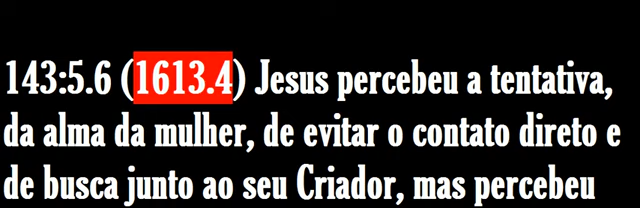 143:5.6 (1613.4) Jesus percebeu a tentativa,
da alma da mulher, de evitar o contato direto e
de busca junto ao seu Criador, mas percebeu